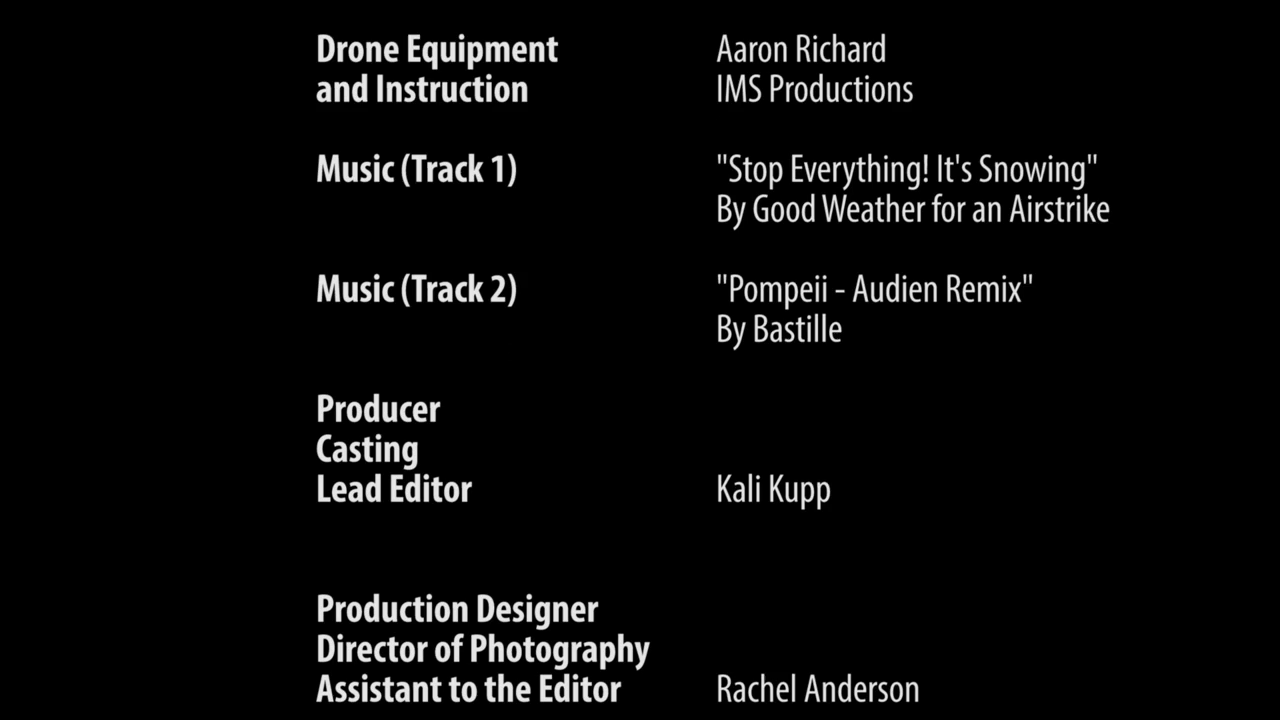 Drone Equipment Aaron Richard
and Instruction IMS Productions
Music (Track 1) "Stop Everything! It's Snowing"
By Good Weather for an Airstrike
Music (Track 2) "Pompeii - Audien Remix"
By Bastille
Producer
Casting
Lead Editor Kali Kupp
Production Designer
Director of Photography
Assistant to the Editor Rachel Anderson